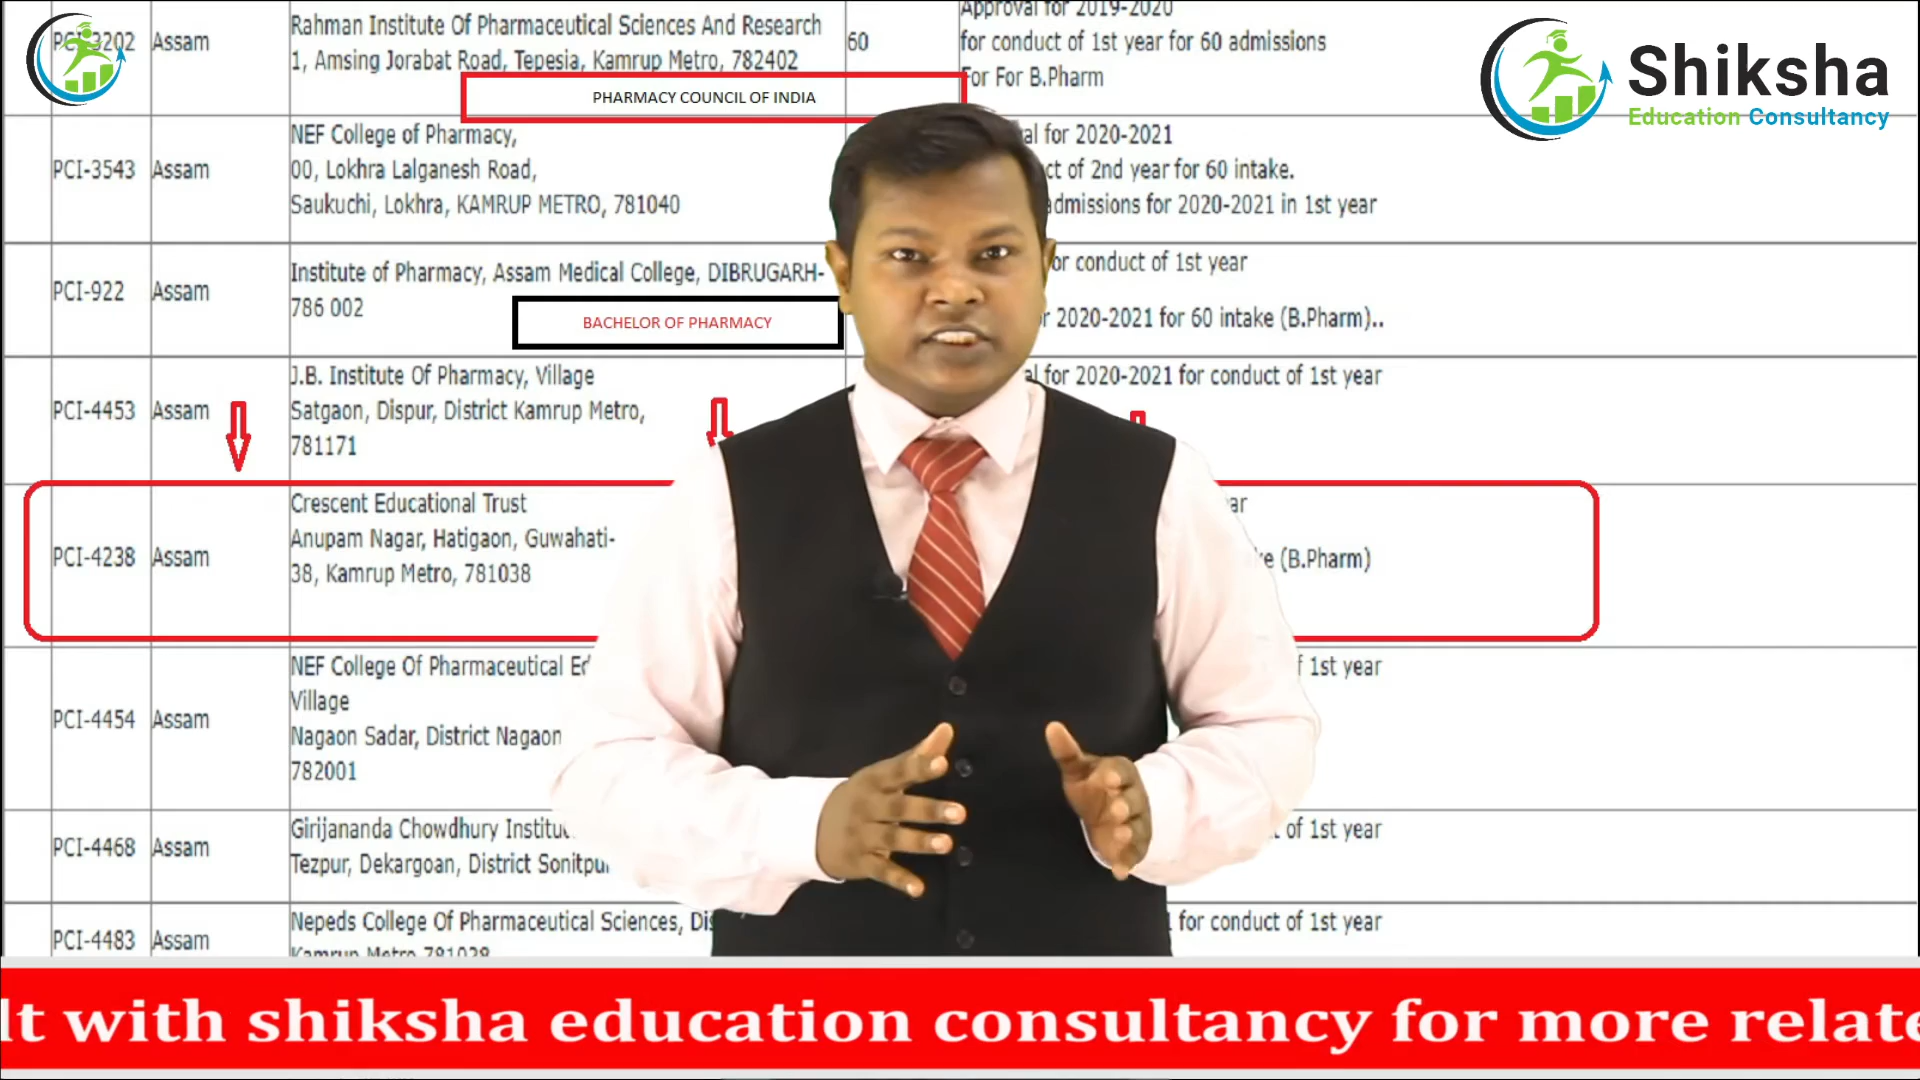 Approval for 2019-2020
PCI-3202 Assam Rahman Institute Of Pharmaceutical Sciences And Research 60 for conduct of 1st year for 60 admissions
1, Amsing Jorabat Road, Tepesia, Kamrup Metro, 782402 For For B.Pharm
Shiksha
Education Consultancy
PHARMACY COUNCIL OF INDIA
NEF College of Pharmacy, for 2020-2021
PCI-3543 Assam 00, Lokhra Lalganesh Road, of 2nd year for 60 intake.
Saukuchi, Lokhra, KAMRUP METRO, 781040 admissions for 2020-2021 in 1st year
PCI-922 Assam Institute of Pharmacy, Assam Medical College, DIBRUGARH- conduct of 1st year
786 002 2020-2021 for 60 intake (B.Pharm)..
BACHELOR OF PHARMACY
J.B. Institute Of Pharmacy, Village for 2020-2021 for conduct of 1st year
PCI-4453 Assam Satgaon, Dispur, District Kamrup Metro,
781171
Crescent Educational Trust
PCI-4238 Assam Anupam Nagar, Hatigaon, Guwahati- (B.Pharm)
38, Kamrup Metro, 781038
NEF College Of Pharmaceutical 1st year
Village
PCI-4454 Assam Nagaon Sadar, District Nagaon
782001
Girijananda Chowdhury of 1st year
PCI-4468 Assam Tezpur, Dekargoan, District
Nepeds College Of Pharmaceutical Sciences, for conduct of 1st year
PCI-4483 Assam Kamrup Metro 781028
lt with shiksha education consultancy for more relate